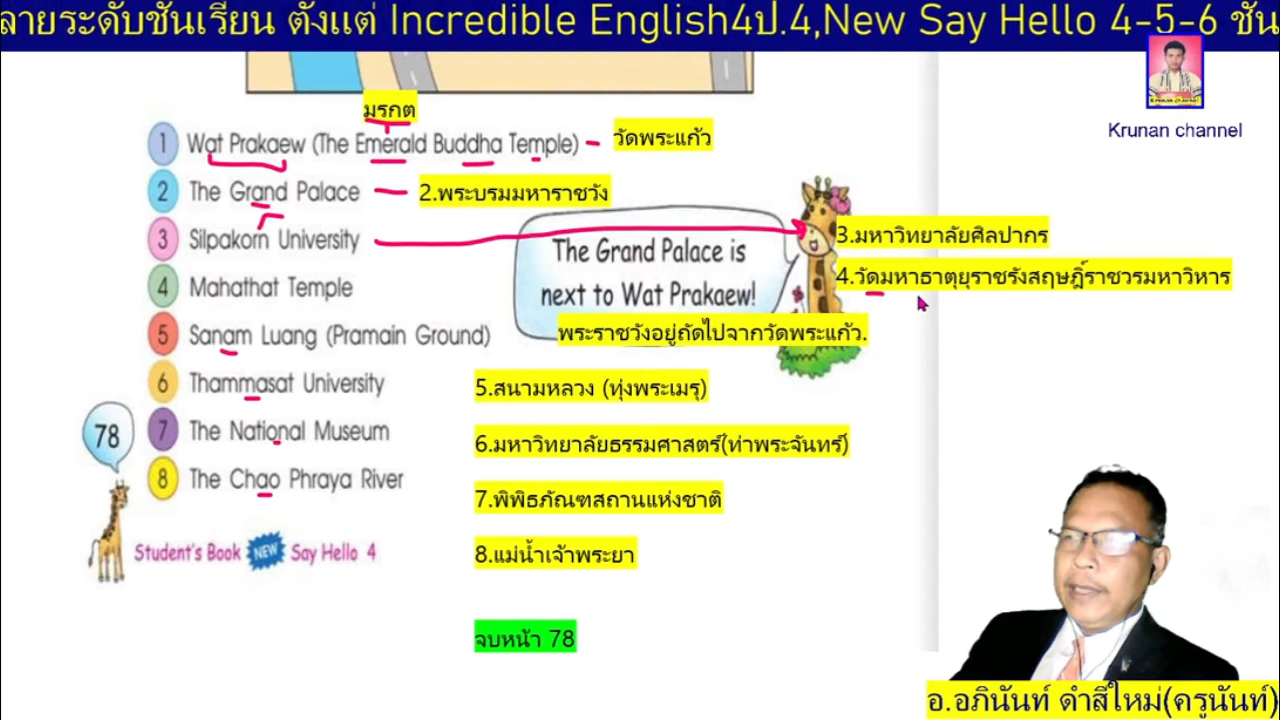 ลายระดับชั้นเรียน ตั้งแต่ Incredible English4ป.4,New Say Hello 4-5-6 ชั้น
Krunan channel
มรกต
1 Wat Prakaew (The Emerald Buddha Temple) วัดพระแก้ว
2 The Grand Palace 2.พระบรมมหาราชวัง
3 Silpakorn University
3.มหาวิทยาลัยศิลปากร
The Grand Palace is
next to Wat Prakaew!
4.วัดมหาธาตุยุราชรังสฤษฎิ์ราชวรมหาวิหาร
4 Mahathat Temple
พระราชวังอยู่ถัดไปจากวัดพระแก้ว.
5 Sanam Luang (Pramain Ground)
5.สนามหลวง (ทุ่งพระเมรุ)
6 Thammasat University
6.มหาวิทยาลัยธรรมศาสตร์(ท่าพระจันทร์)
78
7 The National Museum
7.พิพิธภัณฑสถานแห่งชาติ
8 The Chao Phraya River
8.แม่น้ำเจ้าพระยา
Student's Book NEW Say Hello 4
จบหน้า 78
อ.อภินันท์ ดำสีใหม่(ครูนันท์)